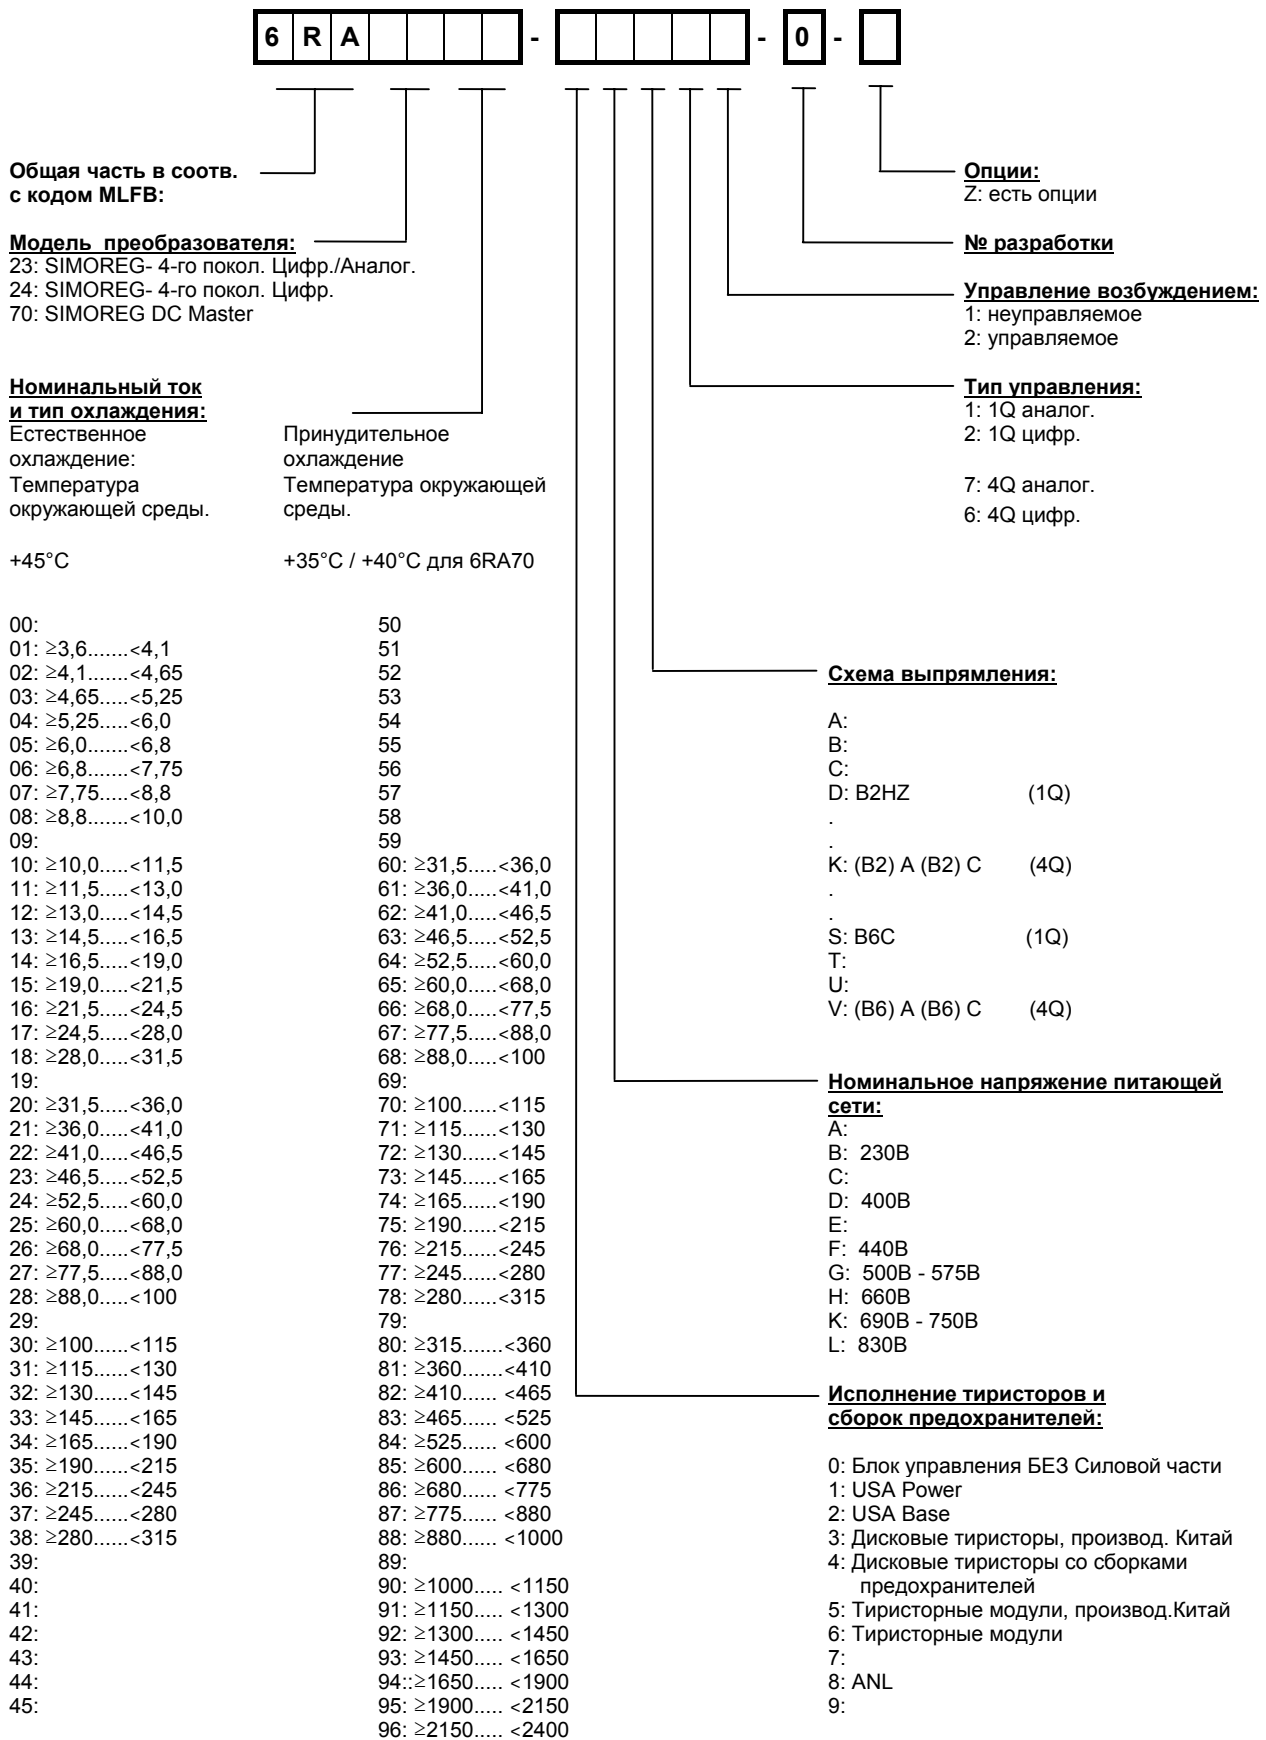 6 R A - - 0 -
Общая часть в соотв.
с кодом MLFB:
Модель преобразователя:
23: SIMOREG- 4-го покол. Цифр./Аналог.
24: SIMOREG- 4-го покол. Цифр.
70: SIMOREG DC Master
Номинальный ток
и тип охлаждения:
Естественное
охлаждение:
Температура
окружающей среды.
+45°C
Принудительное
охлаждение
Температура окружающей
среды.
+35°C / +40°C для 6RA70
00:
01: ≥3,6.......<4,1
02: ≥4,1.......<4,65
03: ≥4,65.....<5,25
04: ≥5,25.....<6,0
05: ≥6,0.......<6,8
06: ≥6,8.......<7,75
07: ≥7,75.....<8,8
08: ≥8,8.......<10,0
09:
10: ≥10,0.....<11,5
11: ≥11,5.....<13,0
12: ≥13,0.....<14,5
13: ≥14,5.....<16,5
14: ≥16,5.....<19,0
15: ≥19,0.....<21,5
16: ≥21,5.....<24,5
17: ≥24,5.....<28,0
18: ≥28,0.....<31,5
19:
20: ≥31,5.....<36,0
21: ≥36,0.....<41,0
22: ≥41,0.....<46,5
23: ≥46,5.....<52,5
24: ≥52,5.....<60,0
25: ≥60,0.....<68,0
26: ≥68,0.....<77,5
27: ≥77,5.....<88,0
28: ≥88,0.....<100
29:
30: ≥100......<115
31: ≥115......<130
32: ≥130......<145
33: ≥145......<165
34: ≥165......<190
35: ≥190......<215
36: ≥215......<245
37: ≥245......<280
38: ≥280......<315
39:
40:
41:
42:
43:
44:
45:
50
51
52
53
54
55
56
57
58
59
60: ≥31,5.....<36,0
61: ≥36,0.....<41,0
62: ≥41,0.....<46,5
63: ≥46,5.....<52,5
64: ≥52,5.....<60,0
65: ≥60,0.....<68,0
66: ≥68,0.....<77,5
67: ≥77,5.....<88,0
68: ≥88,0.....<100
69:
70: ≥100......<115
71: ≥115......<130
72: ≥130......<145
73: ≥145......<165
74: ≥165......<190
75: ≥190......<215
76: ≥215......<245
77: ≥245......<280
78: ≥280......<315
79:
80: ≥315.......<360
81: ≥360.......<410
82: ≥410...... <465
83: ≥465...... <525
84: ≥525...... <600
85: ≥600...... <680
86: ≥680...... <775
87: ≥775...... <880
88: ≥880...... <1000
89:
90: ≥1000..... <1150
91: ≥1150..... <1300
92: ≥1300..... <1450
93: ≥1450..... <1650
94::≥1650..... <1900
95: ≥1900..... <2150
96: ≥2150..... <2400
Опции:
Z: есть опции
№ разработки
Управление возбуждением:
1: неуправляемое
2: управляемое
Тип управления:
1: 1Q аналог.
2: 1Q цифр.
7: 4Q аналог.
6: 4Q цифр.
Схема выпрямления:
A:
B:
C:
D: B2HZ (1Q)
.
.
K: (B2) A (B2) C (4Q)
.
.
S: B6C (1Q)
T:
U:
V: (B6) A (B6) C (4Q)
Номинальное напряжение питающей
сети:
A:
B: 230В
C:
D: 400В
E:
F: 440В
G: 500В - 575В
H: 660В
K: 690В - 750В
L: 830В
Исполнение тиристоров и
сборок предохранителей:
0: Блок управления БЕЗ Силовой части
1: USA Power
2: USA Base
3: Дисковые тиристоры, производ. Китай
4: Дисковые тиристоры со сборками
предохранителей
5: Тиристорные модули, производ.Китай
6: Тиристорные модули
7:
8: ANL
9: